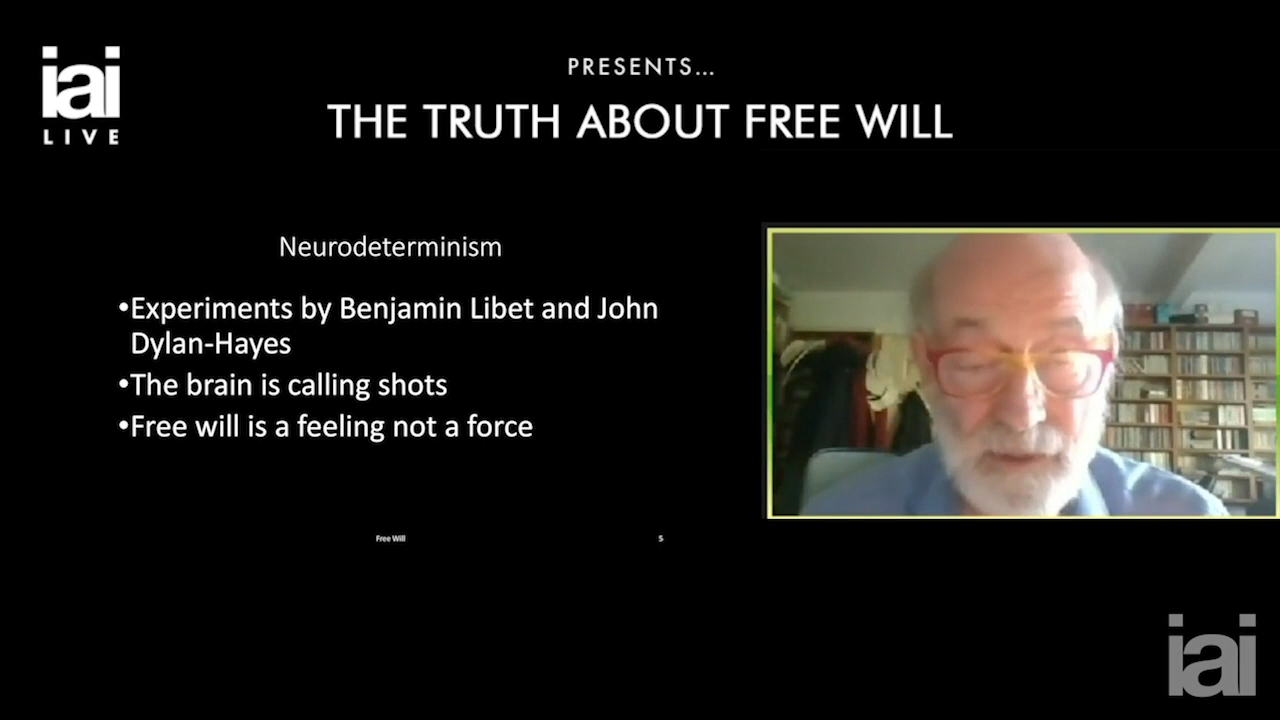 iai
LIVE
PRESENTS...
THE TRUTH ABOUT FREE WILL
Neurodeterminism
•Experiments by Benjamin Libet and John
Dylan-Hayes
•The brain is calling shots
•Free will is a feeling not a force
Free Will
5
iai